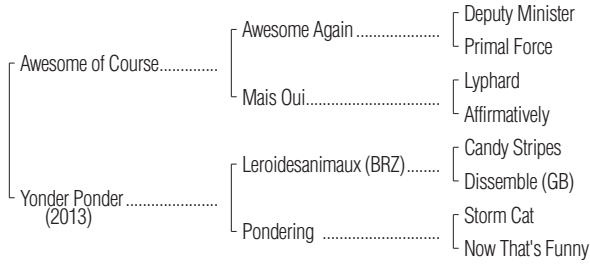 Deputy Minister
Awesome Again ..................
Primal Force
Awesome of Course..............
Lyphard
Mais Oui................................
Affirmatively
Candy Stripes
Leroidesanimaux (BRZ)........
Dissemble (GB)
Yonder Ponder ......................
(2013)
Storm Cat
Pondering ............................
Now That's Funny